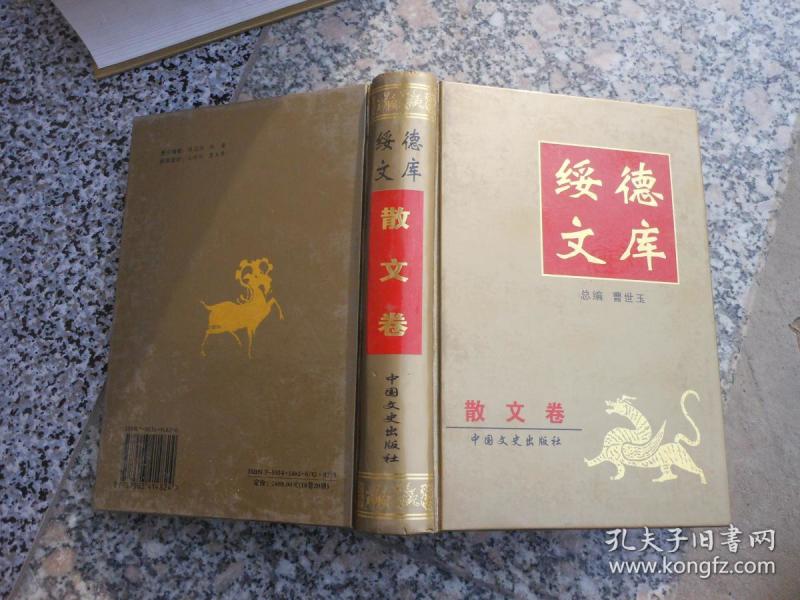 绥德
文库
总编 曹世玉
散文卷
中国文史出版社
绥德
文库
散文卷
中国文史出版社
孔夫子旧书网
www.kongfz.com